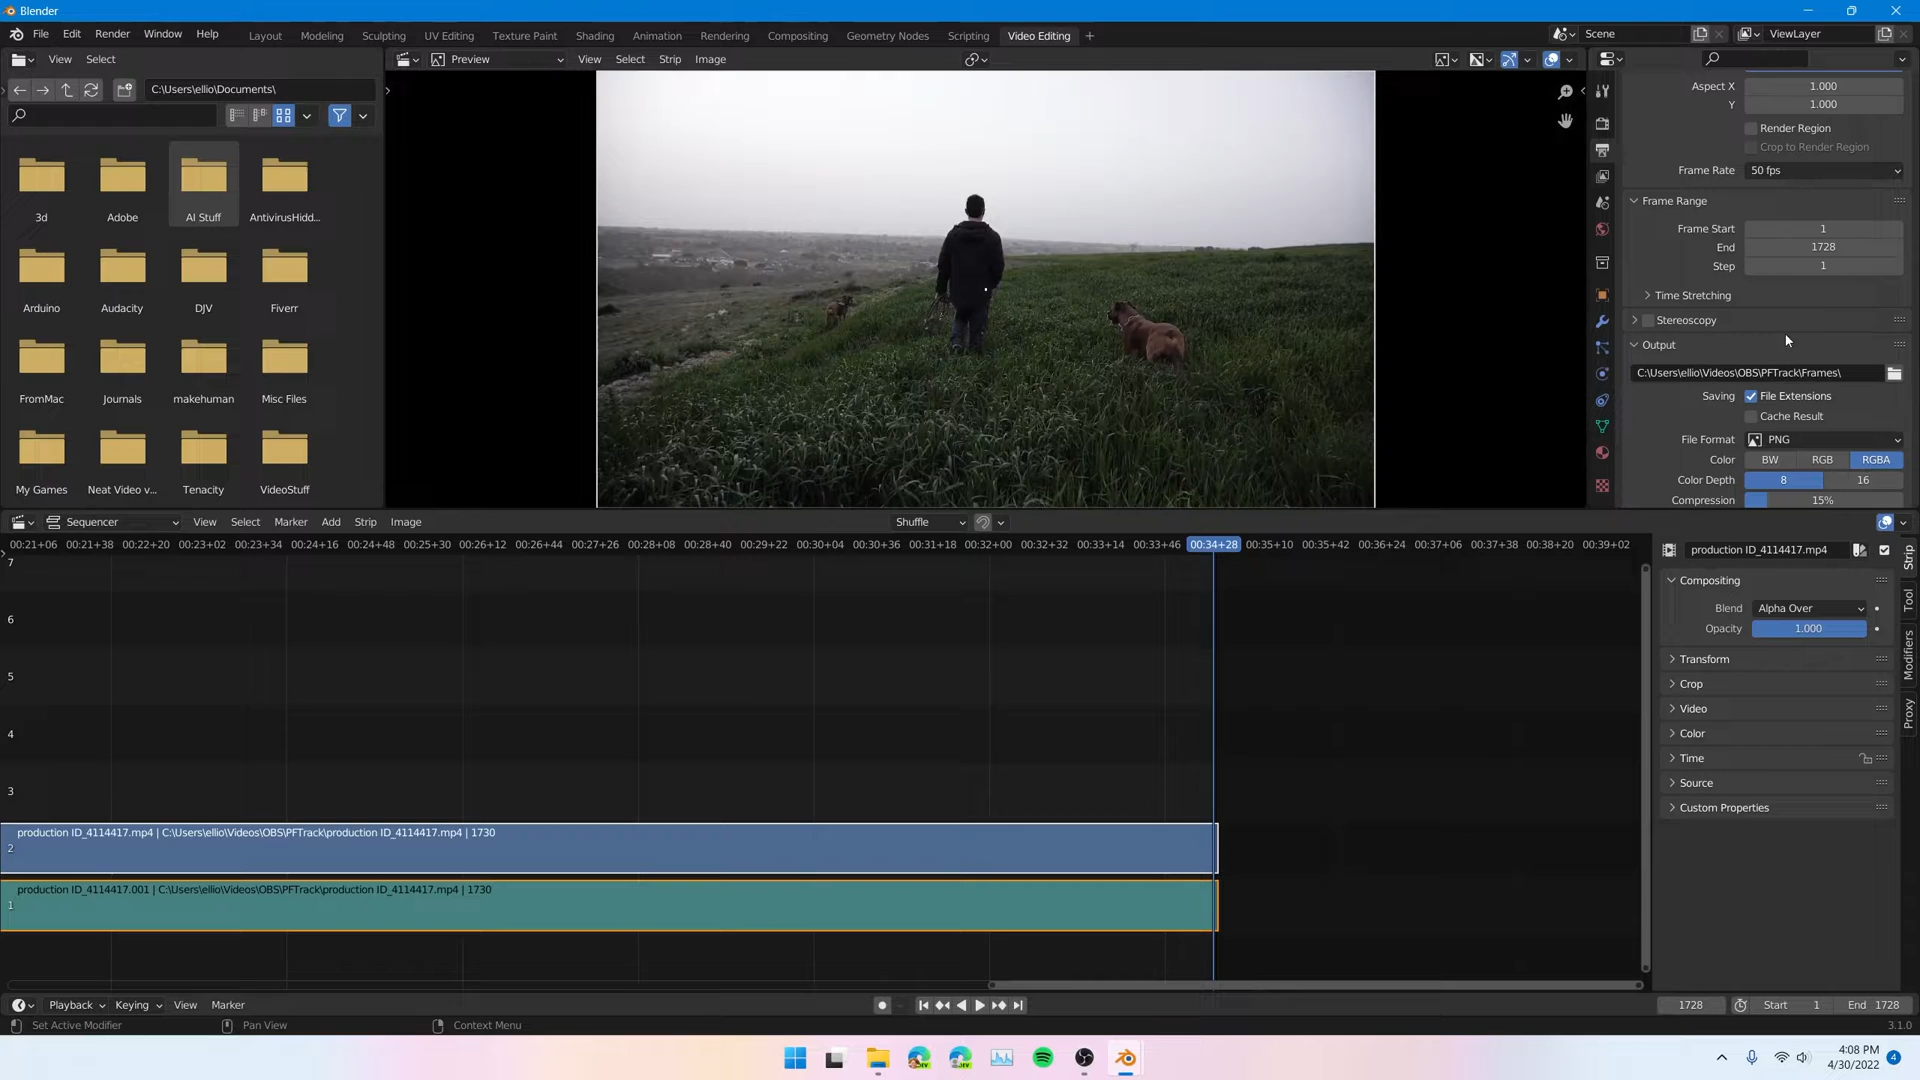 Blender
File Edit Render Window Help Layout Modeling Sculpting UV Editing Texture Paint Shading Animation Rendering Compositing Geometry Nodes Scripting Video Editing + Scene ViewLayer
View Select
C:\Users\ellio\Documents\
3d Adobe AI Stuff AntivirusHidd...
Arduino Audacity DJV Fiverr
FromMac Journals makehuman Misc Files
My Games Neat Video v... Tenacity VideoStuff
Preview View Select Strip Image
Aspect X 1.000
Y 1.000
Render Region
Crop to Render Region
Frame Rate 50 fps
Frame Range
Frame Start 1
End 1728
Step 1
Time Stretching
Stereoscopy
Output
C:\Users\ellio\Videos\OBS\PFTrack\Frames\
Saving File Extensions
Cache Result
File Format PNG
Color BW RGB RGBA
Color Depth 8 16
Compression 15%
Sequencer View Select Marker Add Strip Image Shuffle
00:21+06 00:21+38 00:22+20 00:23+02 00:23+34 00:24+16 00:24+48 00:25+30 00:26+12 00:26+44 00:27+26 00:28+08 00:28+40 00:29+22 00:30+04 00:30+36 00:31+18 00:32+00 00:32+32 00:33+14 00:33+46 00:34+28 00:35+10 00:35+42 00:36+24 00:37+06 00:37+38 00:38+20 00:39+02
7
6
5
4
3
production ID_4114417.mp4 | C:\Users\ellio\Videos\OBS\PFTrack\production ID_4114417.mp4 | 1730
2
production ID_4114417.001 | C:\Users\ellio\Videos\OBS\PFTrack\production ID_4114417.mp4 | 1730
1
production ID_4114417.mp4
Compositing
Blend Alpha Over
Opacity 1.000
Transform
Crop
Video
Color
Time
Source
Custom Properties
Strip
Tool
Modifiers
Proxy
Playback Keying View Marker 1728 Start 1 End 1728
Set Active Modifier Pan View Context Menu 3.1.0
DEV DEV
4:08 PM
4/30/2022
4